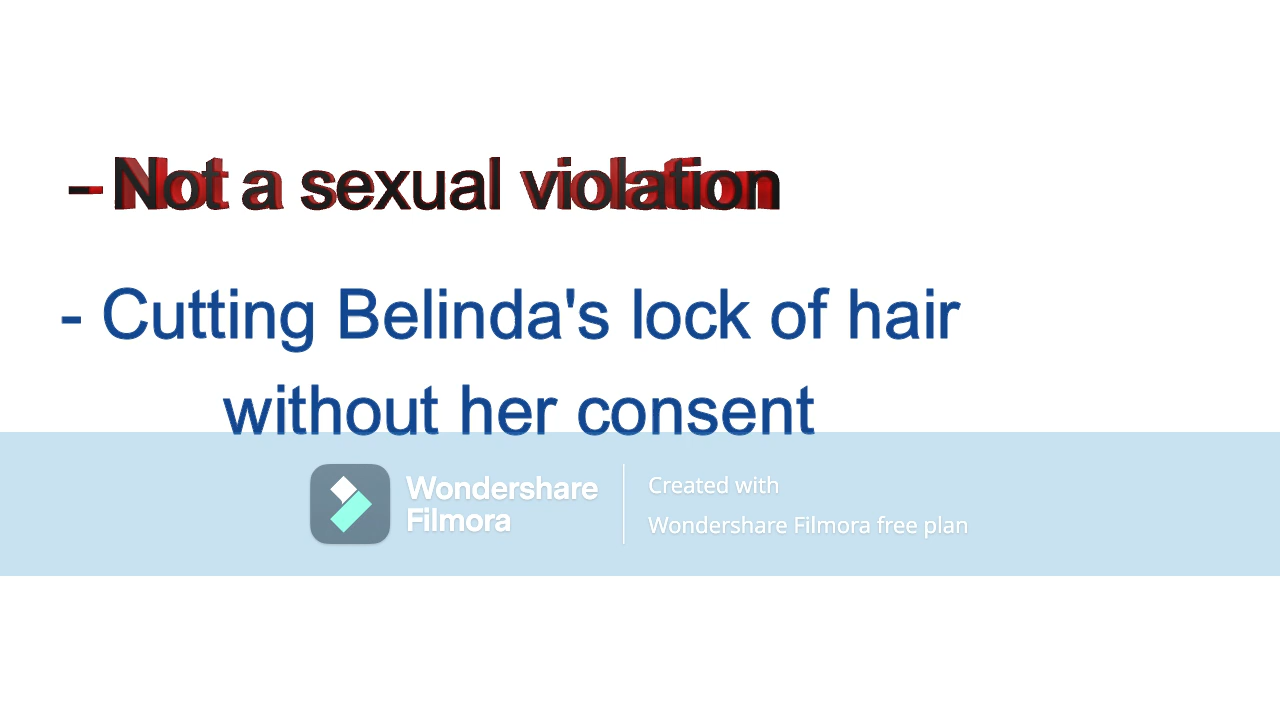 - Not a sexual violation
- Cutting Belinda's lock of hair
without her consent
Wondershare
Filmora
Created with
Wondershare Filmora free plan